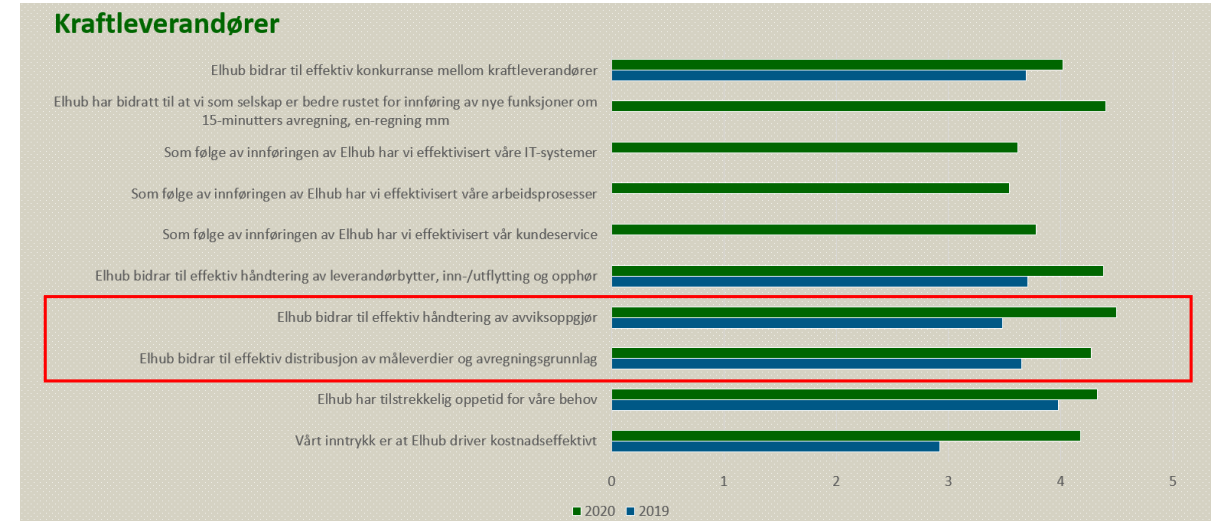 Kraftleverandører
Elhub bidrar til effektiv konkurranse mellom kraftleverandører
Elhub har bidratt til at vi som selskap er bedre rustet for innføring av nye funksjoner om
15-minutters avregning, en-regning mm
Som følge av innføringen av Elhub har vi effektivisert våre IT-systemer
Som følge av innføringen av Elhub har vi effektivisert våre arbeidsprosesser
Som følge av innføringen av Elhub har vi effektivisert vår kundeservice
Elhub bidrar til effektiv håndtering av leverandørbytter, inn-/utflytting og opphør
Elhub bidrar til effektiv håndtering av avviksoppgjør
Elhub bidrar til effektiv distribusjon av måleverdier og avregningsgrunnlag
Elhub har tilstrekkelig oppetid for våre behov
Vårt inntrykk er at Elhub driver kostnadseffektivt
0 1 2 3 4 5
2020 2019